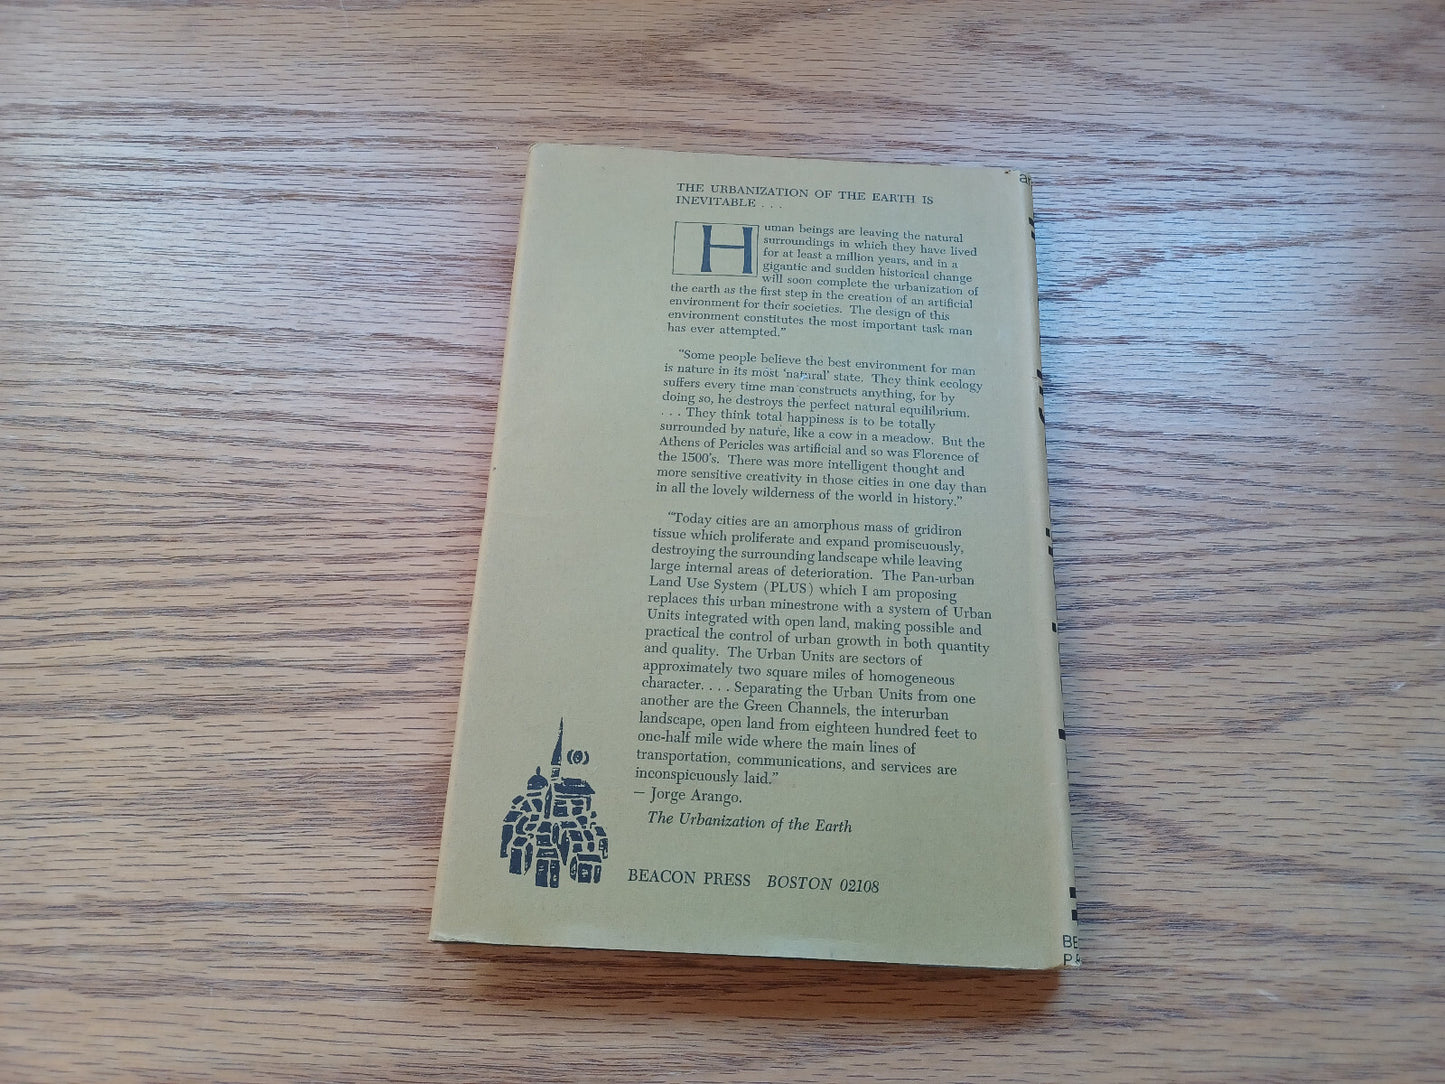 THE URBANIZATION OF THE EARTH IS
INEVITABLE . . .
Human beings are leaving the natural
surroundings in which they have lived
for at least a million years, and in a
gigantic and sudden historical change
will soon complete the urbanization of
the earth as the first step in the creation of an artificial
environment for their societies. The design of this
environment constitutes the most important task man
has ever attempted."
"Some people believe the best environment for man
is nature in its most 'natural' state. They think ecology
suffers every time man constructs anything, for by
doing so, he destroys the perfect natural equilibrium.
. . . They think total happiness is to be totally
surrounded by nature, like a cow in a meadow. But the
Athens of Pericles was artificial and so was Florence of
the 1500's. There was more intelligent thought and
more sensitive creativity in those cities in one day than
in all the lovely wilderness of the world in history."
"Today cities are an amorphous mass of gridiron
tissue which proliferate and expand promiscuously,
destroying the surrounding landscape while leaving
large internal areas of deterioration. The Pan-urban
Land Use System (PLUS) which I am proposing
replaces this urban minestrone with a system of Urban
Units integrated with open land, making possible and
practical the control of urban growth in both quantity
and quality. The Urban Units are sectors of
approximately two square miles of homogeneous
character. . . . Separating the Urban Units from one
another are the Green Channels, the interurban
landscape, open land from eighteen hundred feet to
one-half mile wide where the main lines of
transportation, communications, and services are
inconspicuously laid."
— Jorge Arango.
The Urbanization of the Earth
BEACON PRESS BOSTON 02108